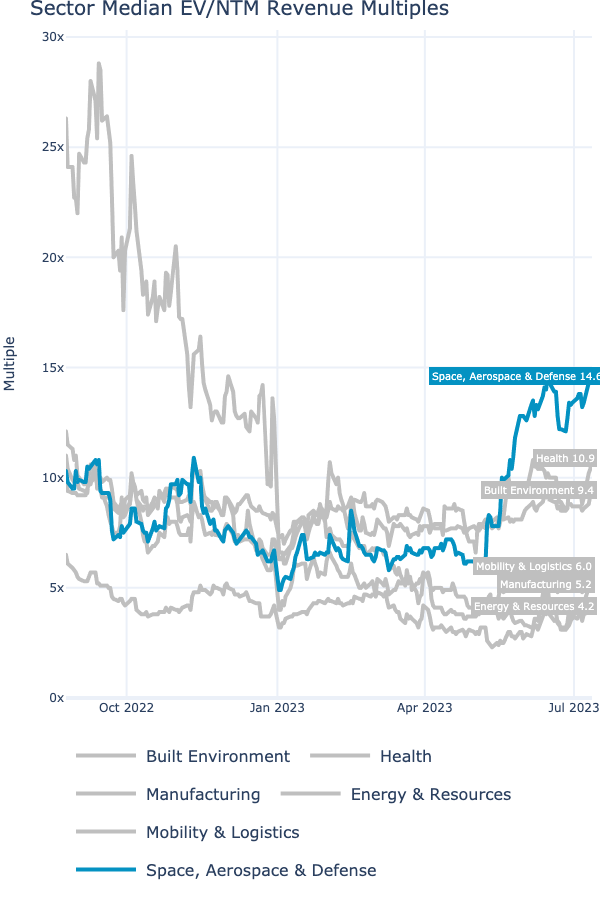 Sector Median EV/NTM Revenue Multiples
30x
25x
20x
15x
10x
5x
0x
Multiple
Space, Aerospace & Defense 14.6
Health 10.9
Built Environment 9.4
Mobility & Logistics 6.0
Manufacturing 5.2
Energy & Resources 4.2
Oct 2022
Jan 2023
Apr 2023
Jul 2023
Built Environment
Health
Manufacturing
Energy & Resources
Mobility & Logistics
Space, Aerospace & Defense